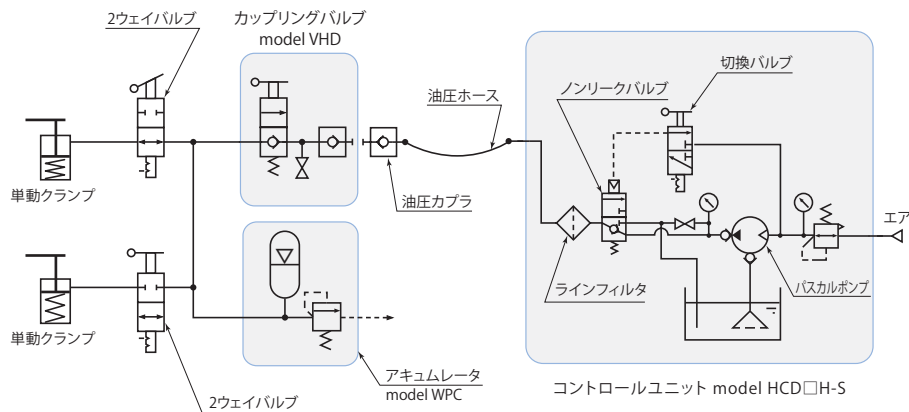 2ウェイバルブ
カップリングバルブ
model VHD
単動クランプ
油圧ホース
油圧カプラ
ノンリークバルブ
切換バルブ
エア
ラインフィルタ
パスカルポンプ
単動クランプ
2ウェイバルブ
アキュムレータ
model WPC
コントロールユニット model HCD□H-S